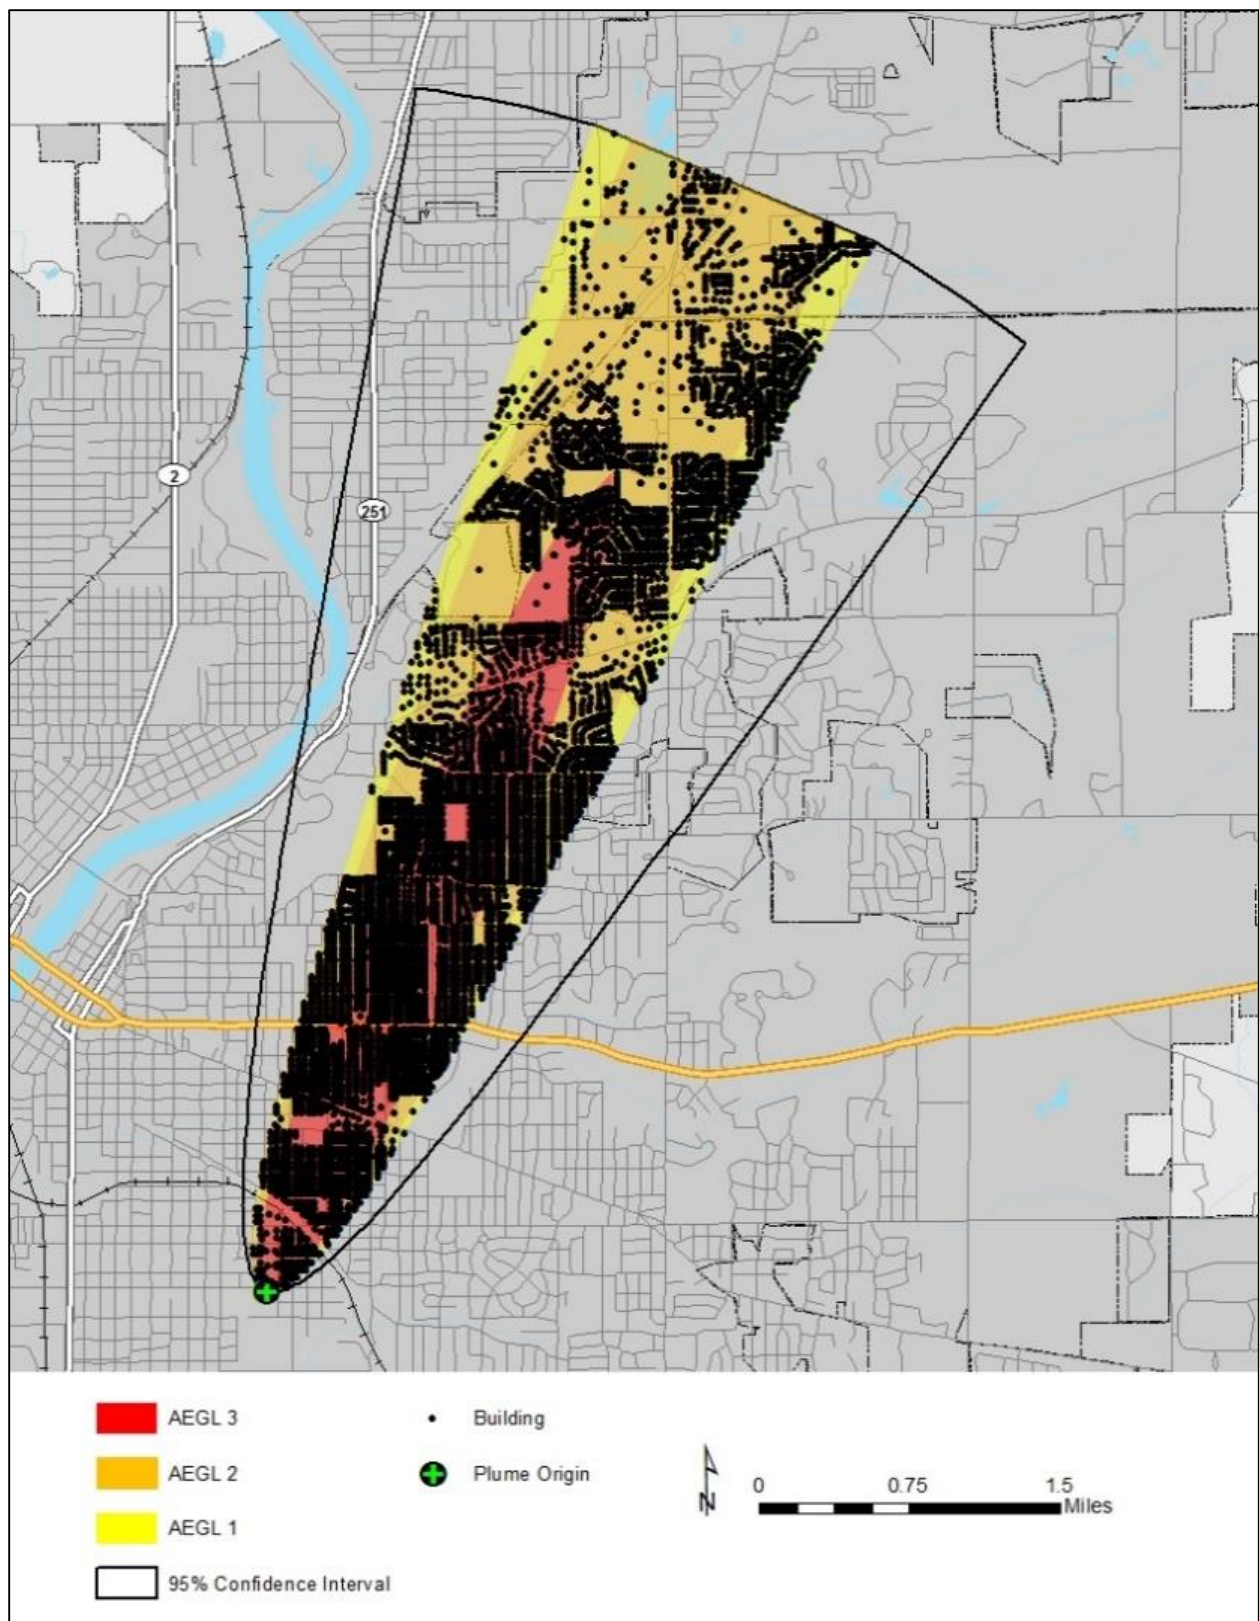 2
251
AEGL 3
Building
AEGL 2
Plume Origin
N
0 0.75 1.5
Miles
AEGL 1
95% Confidence Interval